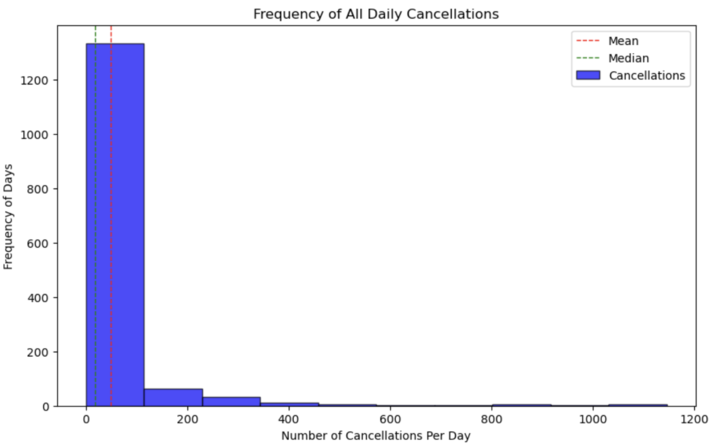 Frequency of All Daily Cancellations
Mean
Median
Cancellations
Frequency of Days
1200
1000
800
600
400
200
0
0 200 400 600 800 1000 1200
Number of Cancellations Per Day